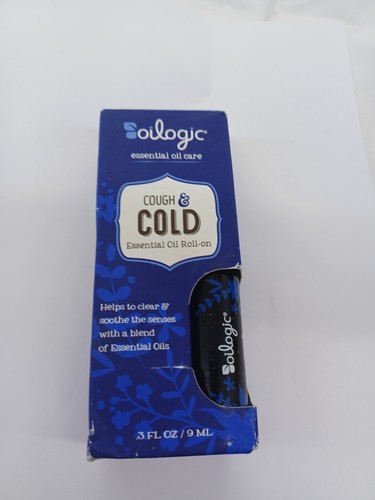 oilogic®
essential oil care
COUGH &
COLD
Essential Oil Roll-on
Helps to clear &
soothe the senses
with a blend
of Essential Oils
oilogic®
.3 FL OZ / 9 ML